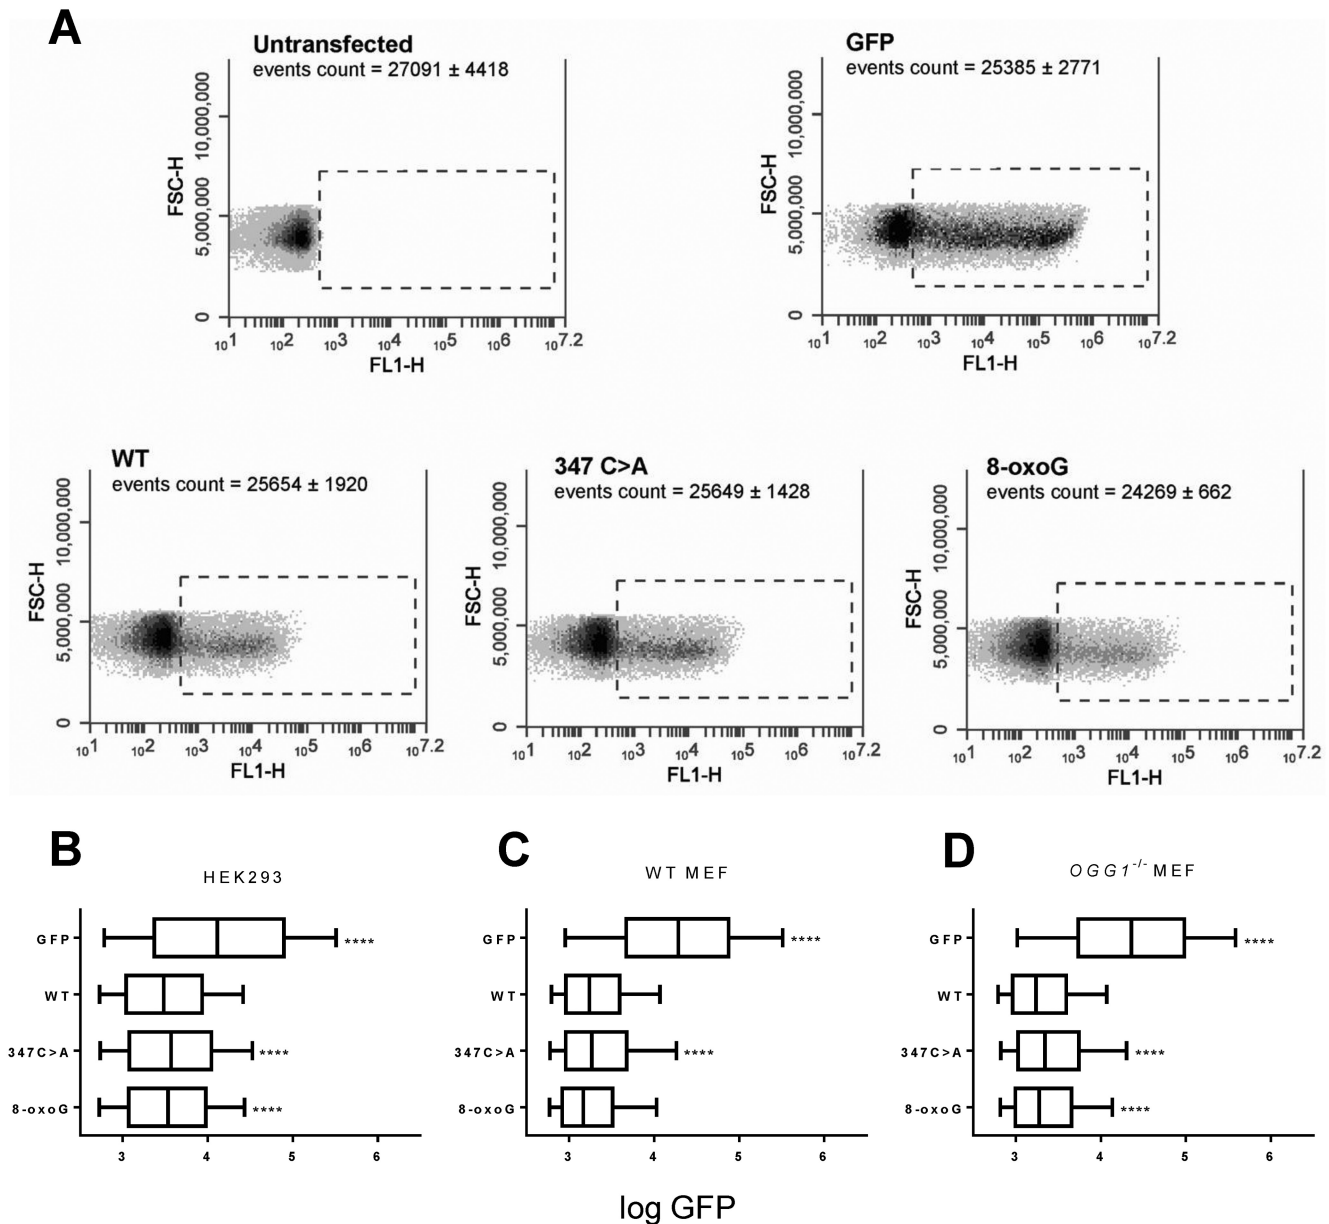 A
Untransfected
events count = 27091 ± 4418
FSC-H
10,000,000
5,000,000
0
10^1 10^2 10^3 10^4 10^5 10^6 10^7.2
FL1-H
GFP
events count = 25385 ± 2771
FSC-H
10,000,000
5,000,000
0
10^1 10^2 10^3 10^4 10^5 10^6 10^7.2
FL1-H
WT
events count = 25654 ± 1920
FSC-H
10,000,000
5,000,000
0
10^1 10^2 10^3 10^4 10^5 10^6 10^7.2
FL1-H
347 C>A
events count = 25649 ± 1428
FSC-H
10,000,000
5,000,000
0
10^1 10^2 10^3 10^4 10^5 10^6 10^7.2
FL1-H
8-oxoG
events count = 24269 ± 662
FSC-H
10,000,000
5,000,000
0
10^1 10^2 10^3 10^4 10^5 10^6 10^7.2
FL1-H
B
HEK293
GFP ****
WT
347C>A ****
8-oxoG ****
3 4 5 6
C
WT MEF
GFP ****
WT
347C>A ****
8-oxoG
3 4 5 6
D
OGG1-/- MEF
GFP ****
WT
347C>A ****
8-oxoG ****
3 4 5 6
log GFP